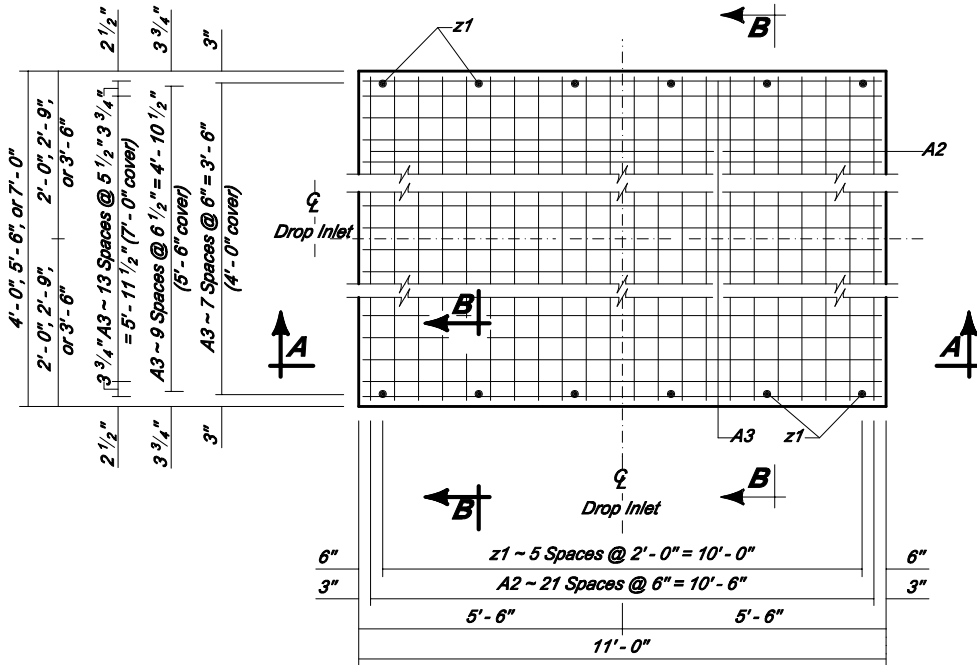 z1
B
2 1/2"
3 3/4"
3"
A2
4' - 0", 5' - 6", or 7' - 0"
2' - 0", 2' - 9",
or 3' - 6"
2' - 0", 2' - 9",
or 3' - 6"
3 3/4" A3 ~ 13 Spaces @ 5 1/2" 3 3/4"
= 5' - 11 1/2" (7' - 0" cover)
A3 ~ 9 Spaces @ 6 1/2" = 4' - 10 1/2"
(5' - 6" cover)
A3 ~ 7 Spaces @ 6" = 3' - 6"
(4' - 0" cover)
℄
Drop Inlet
B
A
A
2 1/2"
3 3/4"
3"
A3
z1
B
℄
B
Drop Inlet
6"
z1 ~ 5 Spaces @ 2' - 0" = 10' - 0"
6"
3"
A2 ~ 21 Spaces @ 6" = 10' - 6"
3"
5' - 6"
5' - 6"
11' - 0"